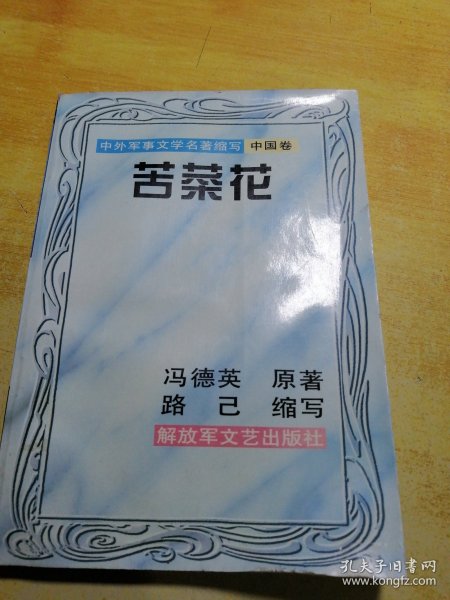 中外军事文学名著缩写 中国卷
苦菜花
冯德英 原著
路己 缩写
解放军文艺出版社
孔夫子旧书网
www.kongfz.com